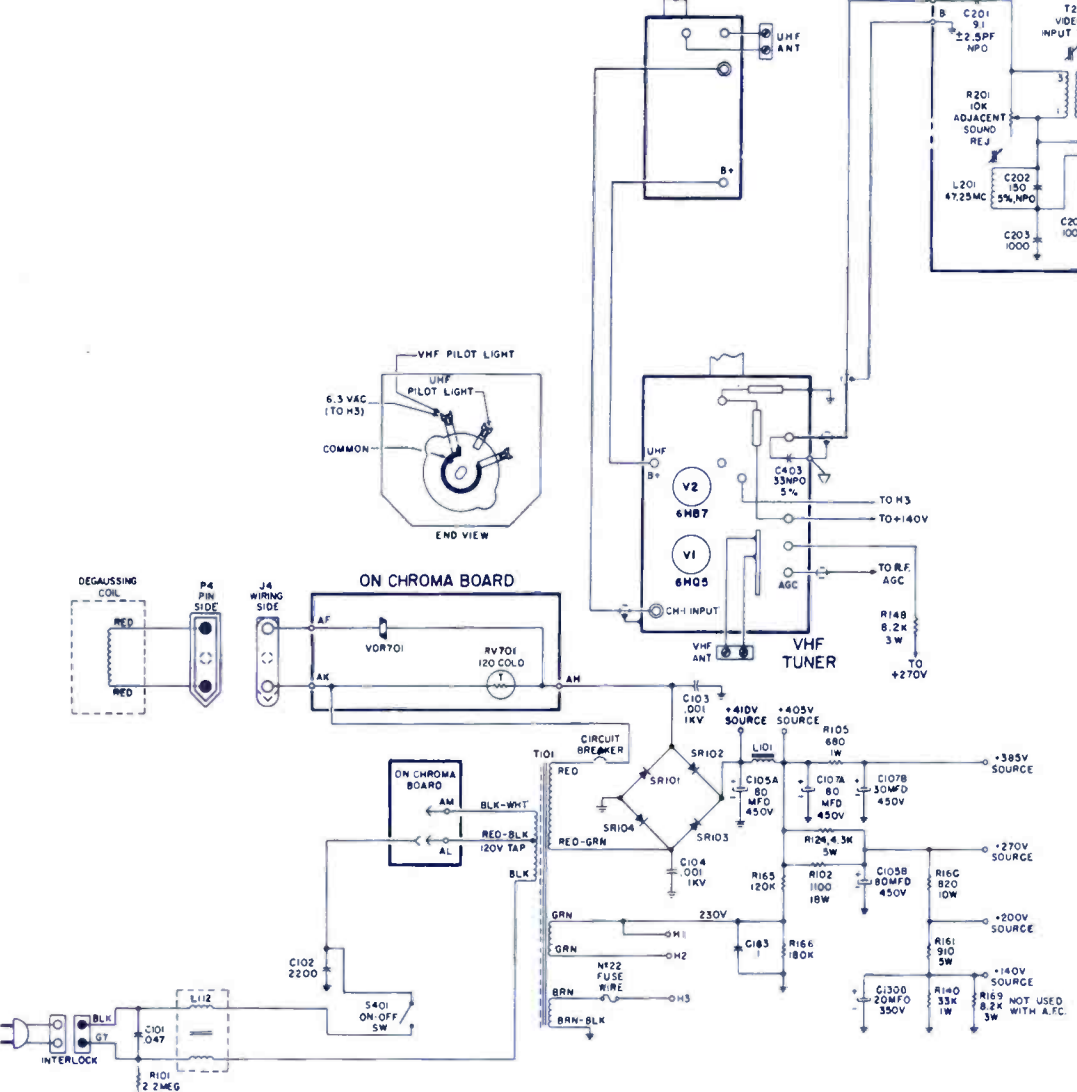 UHF
ANT
B+
B
C201
9.1
±2.5PF
NPO
INPUT
3
R201
10K
ADJACENT
SOUND
REJ
L201
47.25MC
C202
150
5%, NPO
C203
1000
VHF PILOT LIGHT
UHF
PILOT LIGHT
6.3 VAC
(TO H3)
COMMON
END VIEW
UHF
B+
V2
6HB7
V1
6HQ5
C403
33NPO
5%
TO H3
TO+140V
TO R.F.
AGC
AGC
CH-1 INPUT
R148
8.2K
3W
TO
+270V
VHF
ANT
VHF
TUNER
DEGAUSSING
COIL
RED
RED
P4
PIN
SIDE
J4
WIRING
SIDE
ON CHROMA BOARD
AF
VDR701
AK
RV701
120 COLD
T
AH
C103
.001
1KV
+410V
SOURCE
+405V
SOURCE
L101
R105
680
1W
+385V
SOURCE
CIRCUIT
BREAKER
T101
RED
SR102
SR101
SR104
SR103
RED-GRN
C104
.001
1KV
C105A
80
MFD
450V
C107A
80
MFD
450V
C107B
30MFD
450V
R124, 4.3K
5W
+270V
SOURCE
R165
120K
R102
1100
18W
C105B
80MFD
450V
R160
820
10W
ON CHROMA
BOARD
AM
BLK-WHT
AL
RED-BLK
120V TAP
BLK
GRN
230V
H1
GRN
H2
C183
.1
R166
180K
+200V
SOURCE
R161
910
5W
Nº22
FUSE
WIRE
BRN
H3
BRN-BLK
+140V
SOURCE
C130D
20MFD
350V
R140
33K
1W
R169
8.2K
3W
NOT USED
WITH A.F.C.
C102
2200
S401
ON-OFF
SW
L112
BLK
GY
INTERLOCK
C101
.047
R101
2.2MEG